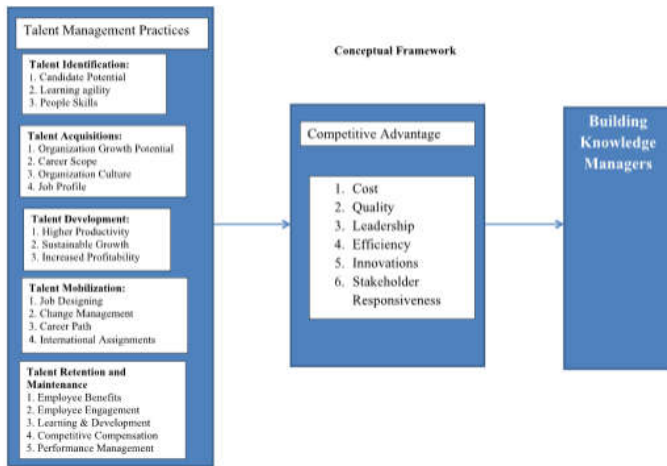 Talent Management Practices
Talent Identification:
1. Candidate Potential
2. Learning agility
3. People Skills
Talent Acquisitions:
1. Organization Growth Potential
2. Career Scope
3. Organization Culture
4. Job Profile
Talent Development:
1. Higher Productivity
2. Sustainable Growth
3. Increased Profitability
Talent Mobilization:
1. Job Designing
2. Change Management
3. Career Path
4. International Assignments
Talent Retention and
Maintenance
1. Employee Benefits
2. Employee Engagement
3. Learning & Development
4. Competitive Compensation
5. Performance Management
Conceptual Framework
Competitive Advantage
1. Cost
2. Quality
3. Leadership
4. Efficiency
5. Innovations
6. Stakeholder
Responsiveness
Building
Knowledge
Managers